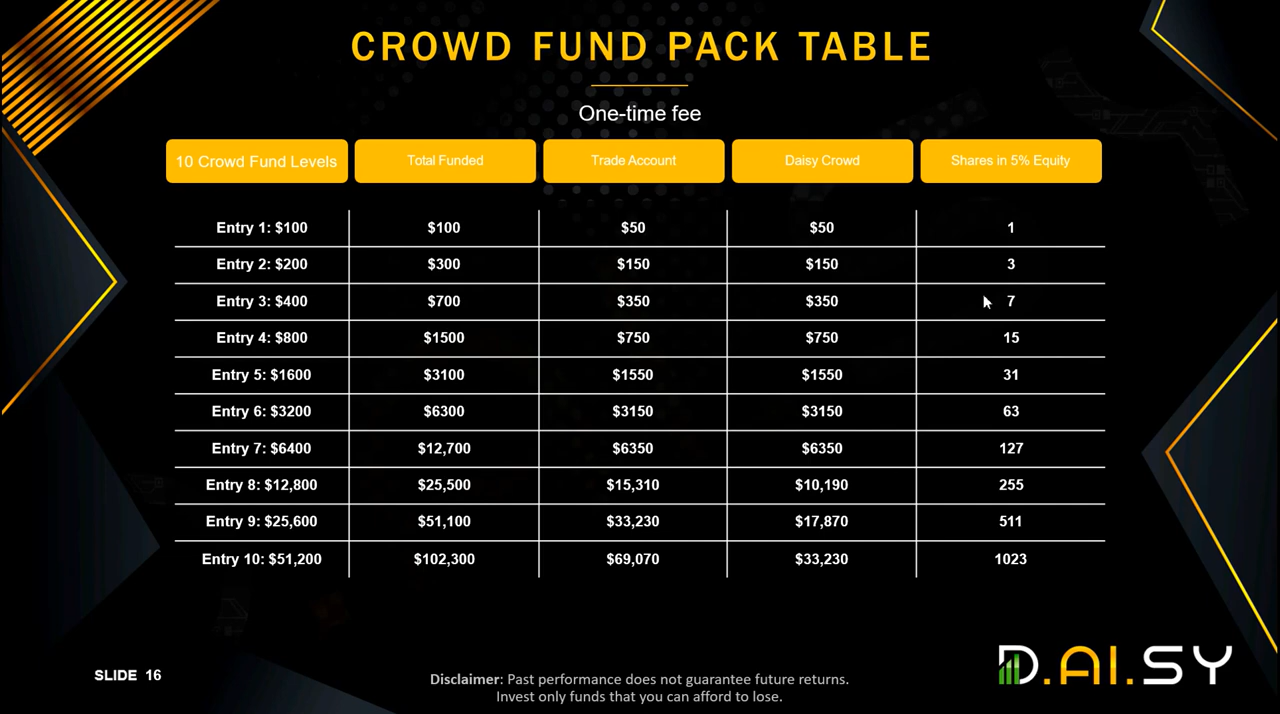 CROWD FUND PACK TABLE
One-time fee
10 Crowd Fund Levels Total Funded Trade Account Daisy Crowd Shares in 5% Equity
Entry 1: $100 $100 $50 $50 1
Entry 2: $200 $300 $150 $150 3
Entry 3: $400 $700 $350 $350 7
Entry 4: $800 $1500 $750 $750 15
Entry 5: $1600 $3100 $1550 $1550 31
Entry 6: $3200 $6300 $3150 $3150 63
Entry 7: $6400 $12,700 $6350 $6350 127
Entry 8: $12,800 $25,500 $15,310 $10,190 255
Entry 9: $25,600 $51,100 $33,230 $17,870 511
Entry 10: $51,200 $102,300 $69,070 $33,230 1023
SLIDE 16
Disclaimer: Past performance does not guarantee future returns.
Invest only funds that you can afford to lose.
D.AI.SY